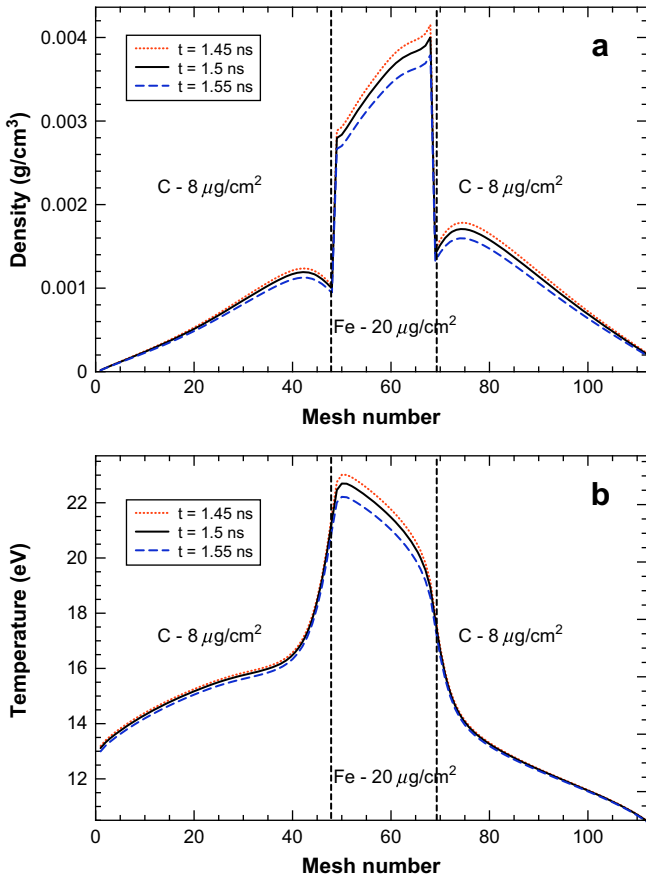 0.004
0.003
0.002
0.001
0
Density (g/cm³)
t = 1.45 ns
t = 1.5 ns
t = 1.55 ns
a
C - 8 μg/cm²
C - 8 μg/cm²
Fe - 20 μg/cm²
0 20 40 60 80 100
Mesh number
22
20
18
16
14
12
Temperature (eV)
t = 1.45 ns
t = 1.5 ns
t = 1.55 ns
b
C - 8 μg/cm²
C - 8 μg/cm²
Fe - 20 μg/cm²
0 20 40 60 80 100
Mesh number